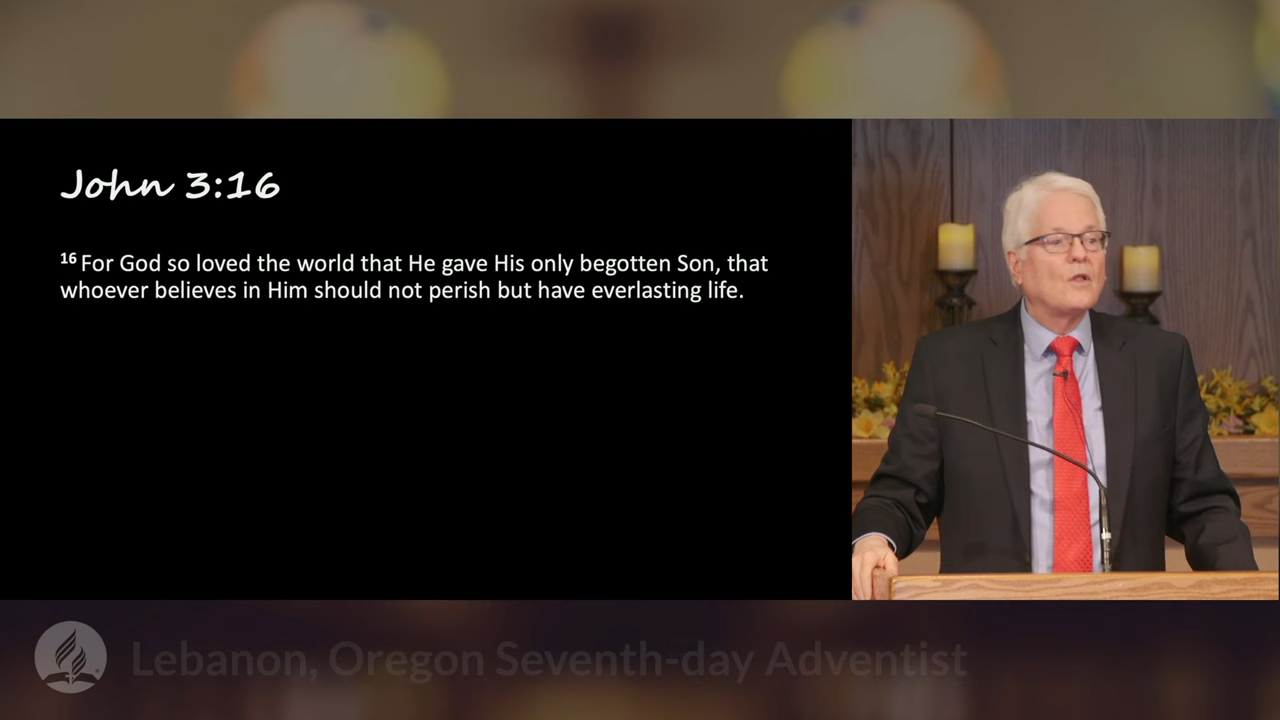 John 3:16
16 For God so loved the world that He gave His only begotten Son, that
whoever believes in Him should not perish but have everlasting life.
Lebanon, Oregon Seventh-day Adventist